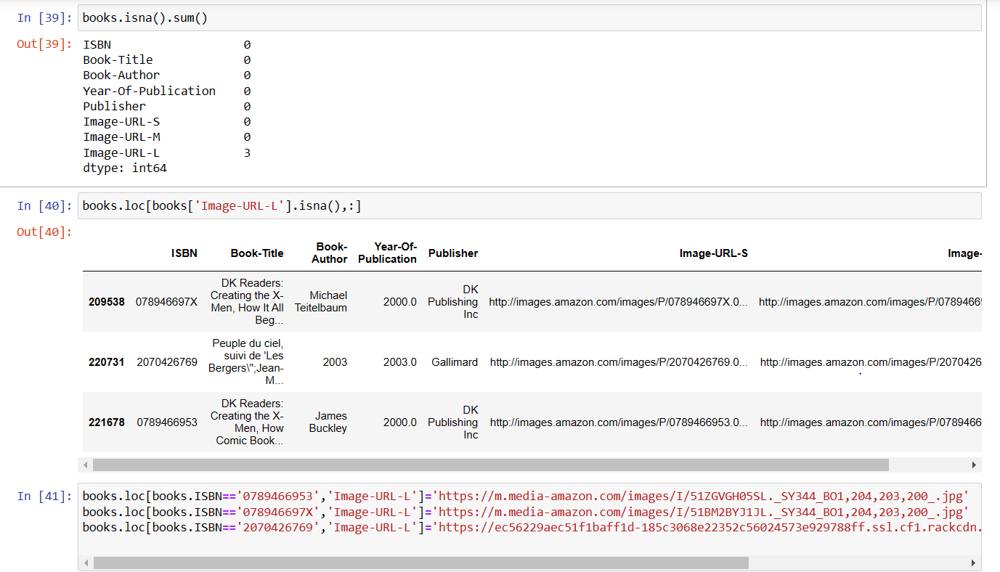 In [39]: books.isna().sum()
Out[39]: ISBN 0
Book-Title 0
Book-Author 0
Year-Of-Publication 0
Publisher 0
Image-URL-S 0
Image-URL-M 0
Image-URL-L 3
dtype: int64
In [40]: books.loc[books['Image-URL-L'].isna(),:]
Out[40]:
ISBN Book-Title Book-Author Year-Of-Publication Publisher Image-URL-S Image-
209538 078946697X DK Readers: Creating the X-Men, How It All Beg... Michael Teitelbaum 2000.0 DK Publishing Inc http://images.amazon.com/images/P/078946697X.0... http://images.amazon.com/images/P/0789466
220731 2070426769 Peuple du ciel, suivi de 'Les Bergers\";Jean-M... 2003 2003.0 Gallimard http://images.amazon.com/images/P/2070426769.0... http://images.amazon.com/images/P/2070426
221678 0789466953 DK Readers: Creating the X-Men, How Comic Book... James Buckley 2000.0 DK Publishing Inc http://images.amazon.com/images/P/0789466953.0... http://images.amazon.com/images/P/0789466
In [41]: books.loc[books.ISBN=='0789466953','Image-URL-L']='https://m.media-amazon.com/images/I/51ZGVGH05SL._SY344_BO1,204,203,200_.jpg'
books.loc[books.ISBN=='078946697X','Image-URL-L']='https://m.media-amazon.com/images/I/51BM2BYJ1JL._SY344_BO1,204,203,200_.jpg'
books.loc[books.ISBN=='2070426769','Image-URL-L']='https://ec56229aec51f1baff1d-185c3068e22352c56024573e929788ff.ssl.cf1.rackcdn.